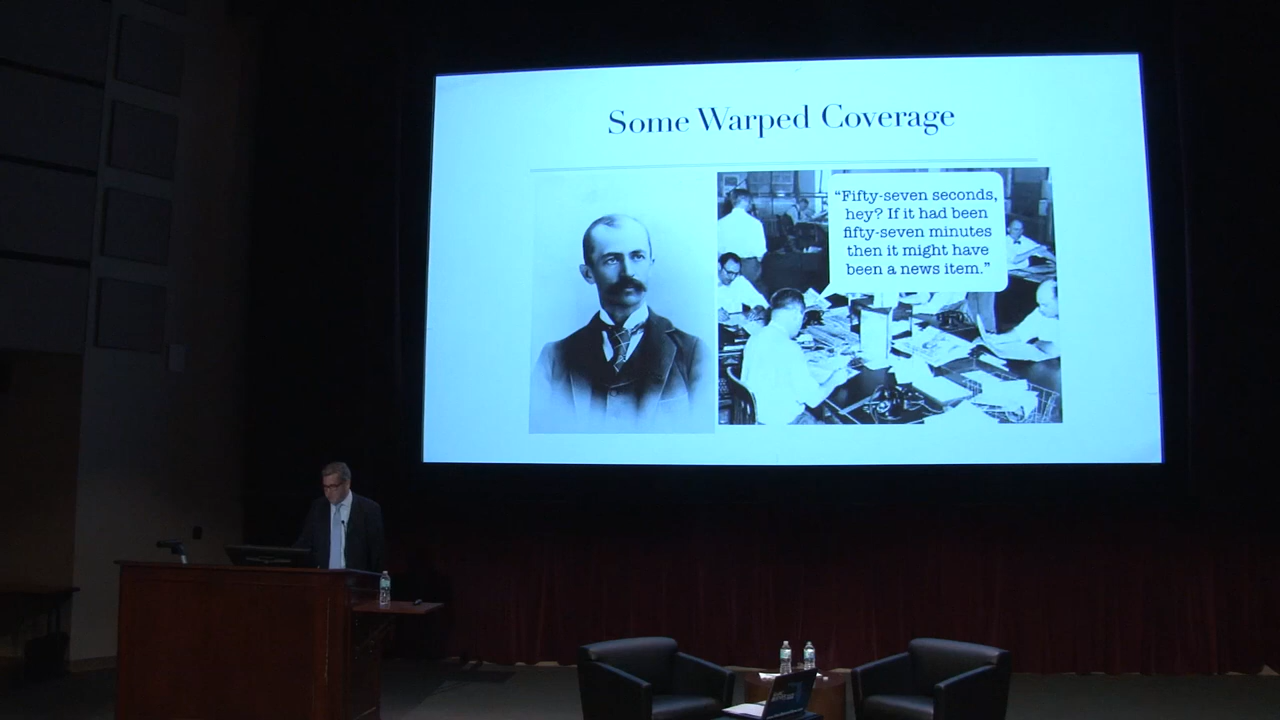 Some Warped Coverage
“Fifty-seven seconds,
hey? If it had been
fifty-seven minutes
then it might have
been a news item.”